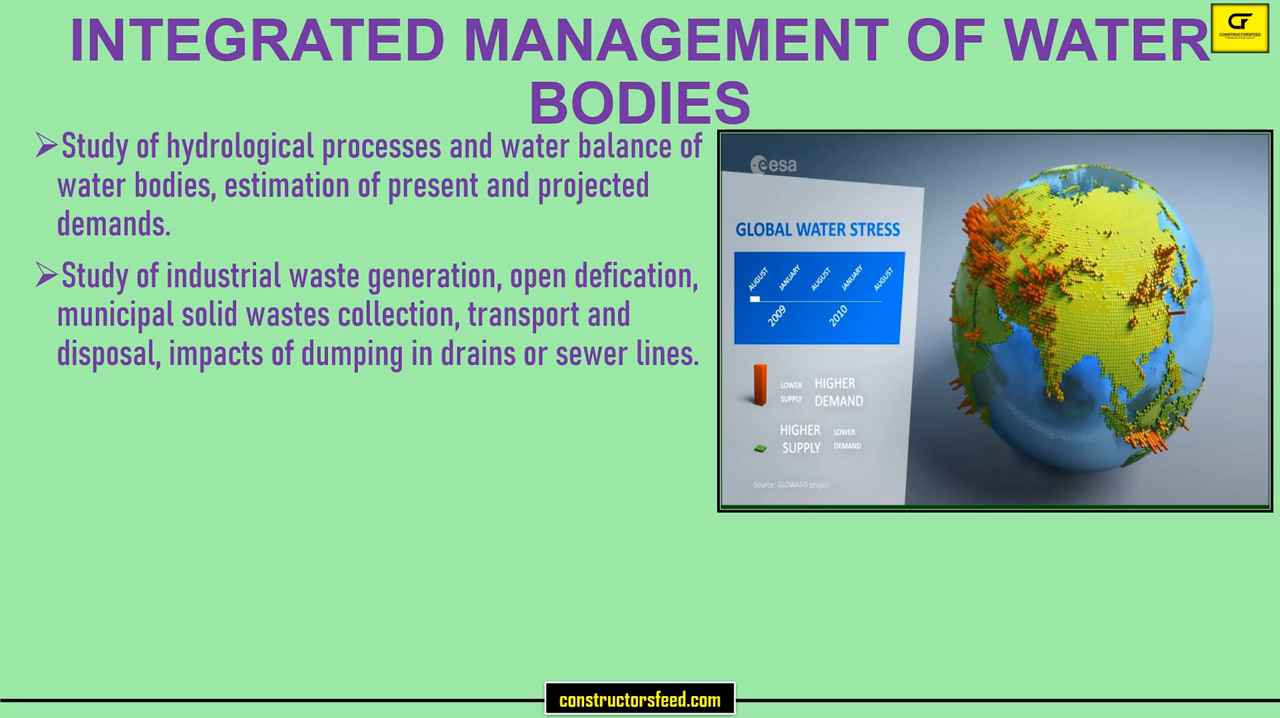 INTEGRATED MANAGEMENT OF WATER
BODIES
CF
CONSTRUCTORSFEED
➢Study of hydrological processes and water balance of
water bodies, estimation of present and projected
demands.
➢Study of industrial waste generation, open defication,
municipal solid wastes collection, transport and
disposal, impacts of dumping in drains or sewer lines.
esa
GLOBAL WATER STRESS
AUGUST JANUARY AUGUST JANUARY AUGUST
2009 2010
LOWER SUPPLY HIGHER DEMAND
HIGHER SUPPLY LOWER DEMAND
Source: GLOWASIS project
constructorsfeed.com